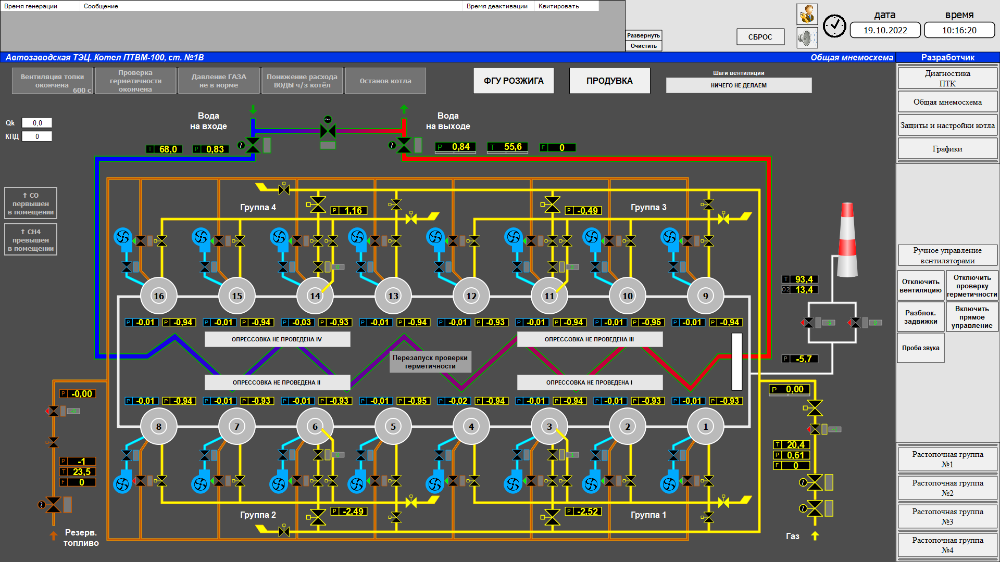 Время генерации
Сообщение
Время деактивации
Квитировать
Развернуть
Очистить
СБРОС
дата
время
19.10.2022
10:16:20
Автозаводская ТЭЦ. Котел ПТВМ-100, ст. №1В
Общая мнемосхема
Разработчик
Вентиляция топки
окончена
600 с
Проверка
герметичности
окончена
Давление ГАЗА
не в норме
Понижение расхода
ВОДЫ ч/з котёл
Останов котла
ФГУ РОЗЖИГА
ПРОДУВКА
Шаги вентиляции
НИЧЕГО НЕ ДЕЛАЕМ
Диагностика
ПТК
Общая мнемосхема
Защиты и настройки котла
Графики
Qk 0,0
КПД 0
Вода
на входе
Вода
на выходе
T 68,0
P 0,83
P 0,84
T 55,6
F 0
↑ CO
первышен
в помещении
↑ CH4
превышен
в помещении
Группа 4
P 1,16
P -0,49
Группа 3
0
0
16 15 14 13 12 11 10 9
P -0,01 P -0,94 P -0,01 P -0,94 P -0,03 P -0,93 P -0,01 P -0,94 P -0,01 P -0,93 P -0,01 P -0,94 P -0,01 P -0,95 P -0,01 P -0,94
ОПРЕССОВКА НЕ ПРОВЕДЕНА IV
ОПРЕССОВКА НЕ ПРОВЕДЕНА III
Перезапуск проверки
герметичности
ОПРЕССОВКА НЕ ПРОВЕДЕНА II
ОПРЕССОВКА НЕ ПРОВЕДЕНА I
P -0,01 P -0,94 P -0,01 P -0,93 P -0,01 P -0,93 P -0,01 P -0,95 P -0,02 P -0,94 P -0,01 P -0,94 P -0,01 P -0,93 P -0,01 P -0,93
8 7 6 5 4 3 2 1
0
Группа 2
P -2,49
P -2,52
Группа 1
P -0,00
-0
P -1
T 23,5
F 0
Резерв.
топливо
T 93,4
O2 13,4
-5
0
P -5,7
P 0,00
-1
T 20,4
P 0,61
F 0
Газ
Ручное управление
вентиляторами
Отключить
вентиляцию
Отключить
проверку
герметичности
Разблок.
задвижки
Включить
прямое
управление
Проба звука
Растопочная группа
№1
Растопочная группа
№2
Растопочная группа
№3
Растопочная группа
№4